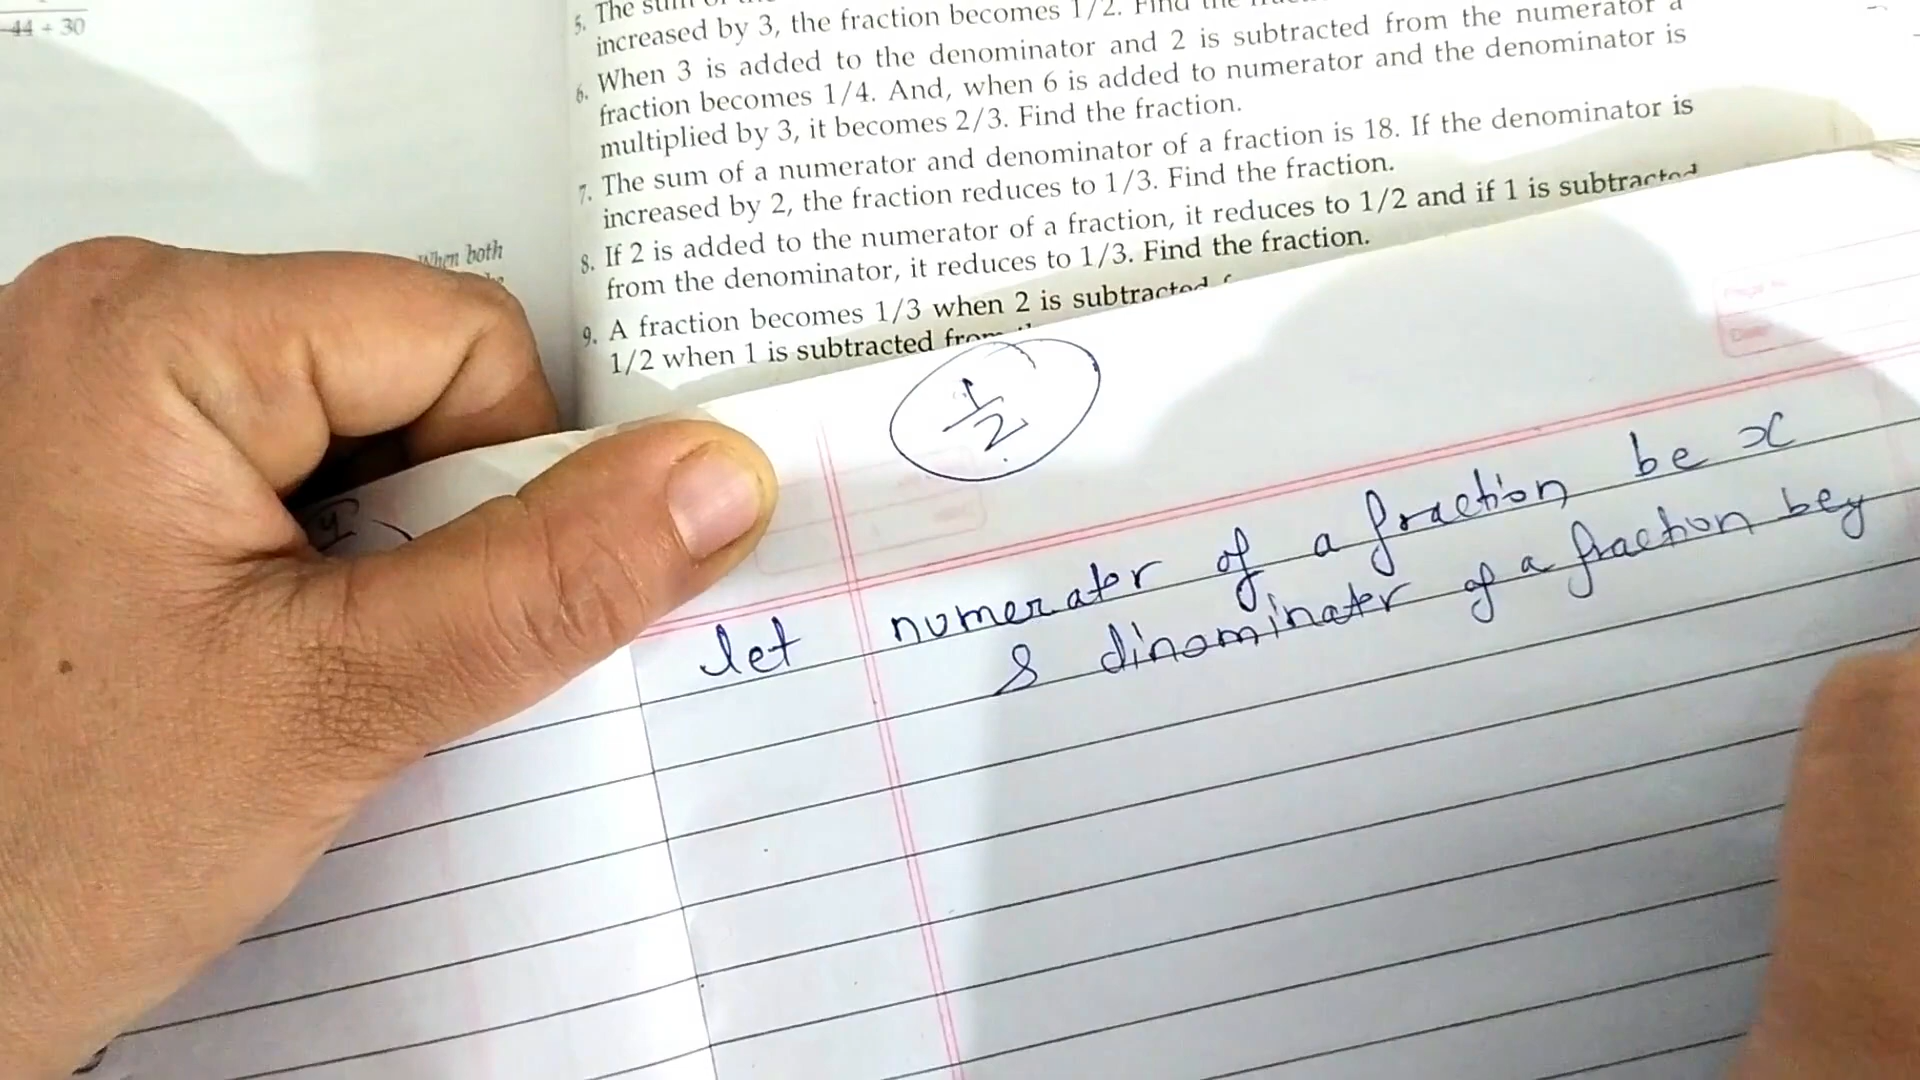 -44 ÷ 30
5. The sum of
increased by 3, the fraction becomes 1/2. Find the
6. When 3 is added to the denominator and 2 is subtracted from the numerator a
fraction becomes 1/4. And, when 6 is added to numerator and the denominator is
multiplied by 3, it becomes 2/3. Find the fraction.
7. The sum of a numerator and denominator of a fraction is 18. If the denominator is
increased by 2, the fraction reduces to 1/3. Find the fraction.
8. If 2 is added to the numerator of a fraction, it reduces to 1/2 and if 1 is subtracted
from the denominator, it reduces to 1/3. Find the fraction.
When both
9. A fraction becomes 1/3 when 2 is subtracted
1/2 when 1 is subtracted from
1/2
let numerator of a fraction be x
& dinominater of a fraction be y
Page No.
Date